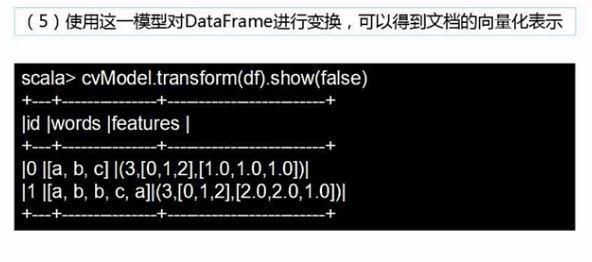 （5）使用这一模型对DataFrame进行变换，可以得到文档的向量化表示
scala> cvModel.transform(df).show(false)
+---+---------------+-------------------------+
|id |words |features |
+---+---------------+-------------------------+
|0 |[a, b, c] |(3,[0,1,2],[1.0,1.0,1.0])|
|1 |[a, b, b, c, a]|(3,[0,1,2],[2.0,2.0,1.0])|
+---+---------------+-------------------------+